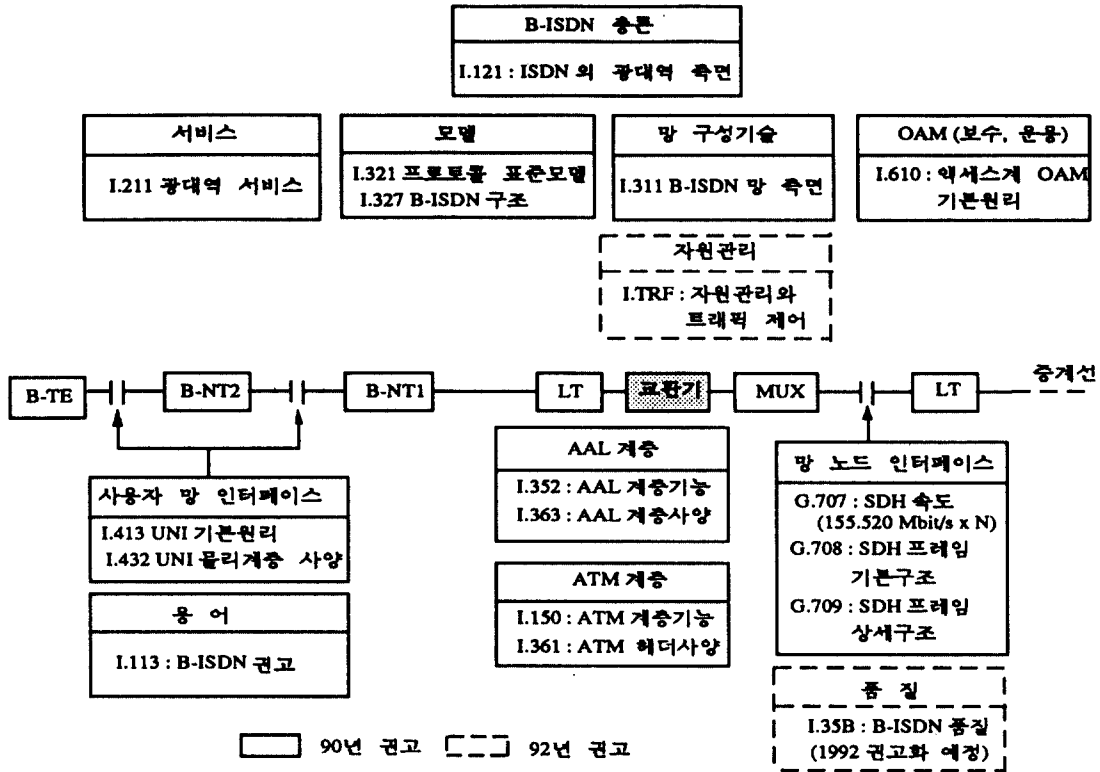 B-ISDN 총론
I.121 : ISDN 의 광대역 측면
서비스
I.211 광대역 서비스
모델
I.321 프로토콜 표준모델
I.327 B-ISDN 구조
망 구성기술
I.311 B-ISDN 망 측면
OAM (보수, 운용)
I.610 : 액세스계 OAM
기본원리
자원관리
I.TRF : 자원관리와
트래픽 제어
B-TE
B-NT2
B-NT1
LT
교환기
MUX
LT
중계선
사용자 망 인터페이스
I.413 UNI 기본원리
I.432 UNI 물리계층 사양
용 어
I.113 : B-ISDN 권고
AAL 계층
I.352 : AAL 계층기능
I.363 : AAL 계층사양
ATM 계층
I.150 : ATM 계층기능
I.361 : ATM 헤더사양
망 노드 인터페이스
G.707 : SDH 속도
(155.520 Mbit/s x N)
G.708 : SDH 프레임
기본구조
G.709 : SDH 프레임
상세구조
품 질
I.35B : B-ISDN 품질
(1992 권고화 예정)
90년 권고
92년 권고